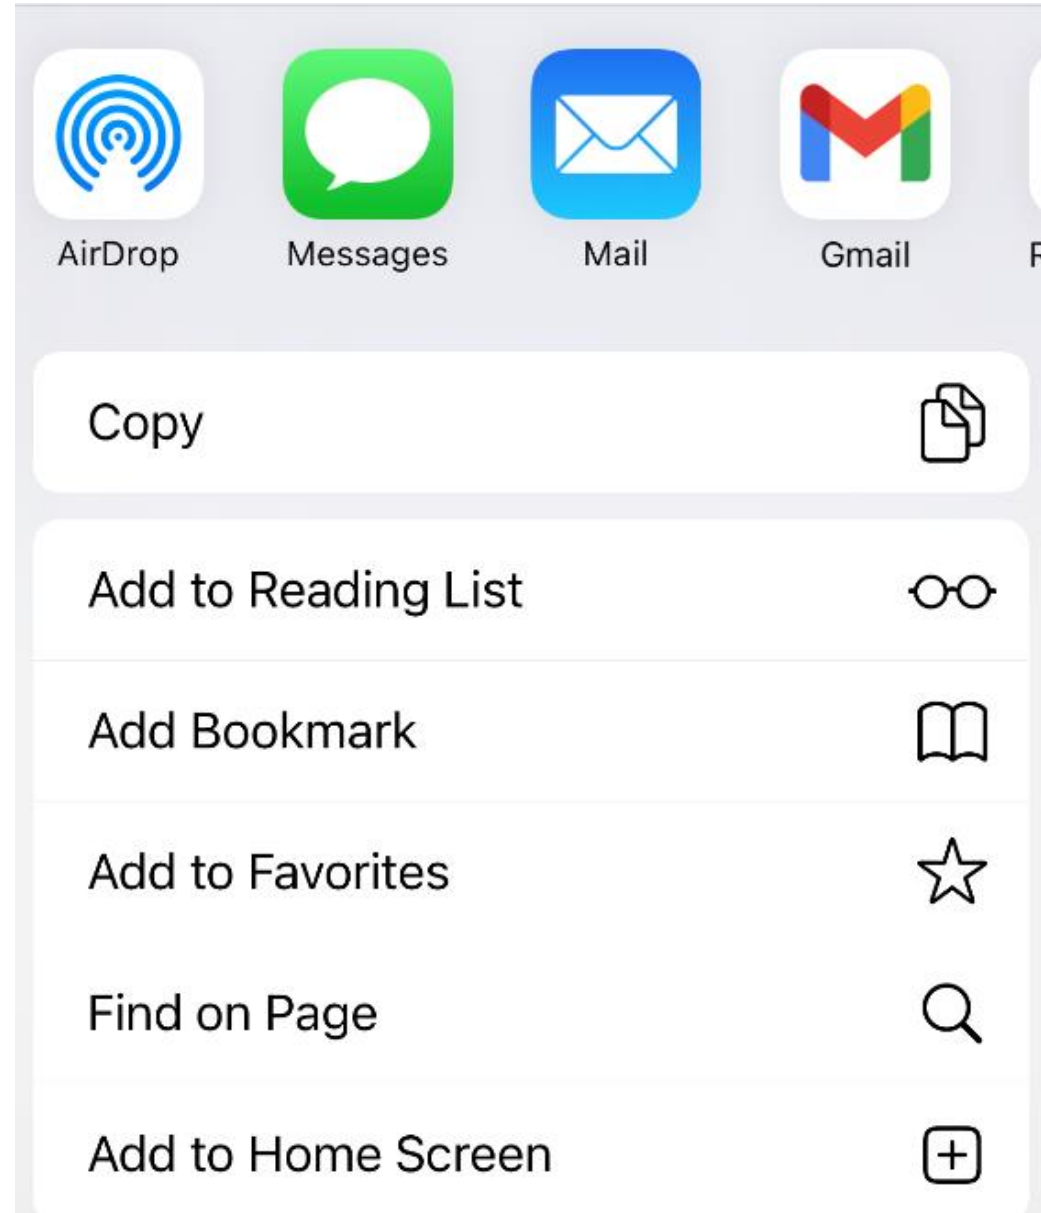 AirDrop Messages Mail Gmail
Copy
Add to Reading List
Add Bookmark
Add to Favorites
Find on Page
Add to Home Screen